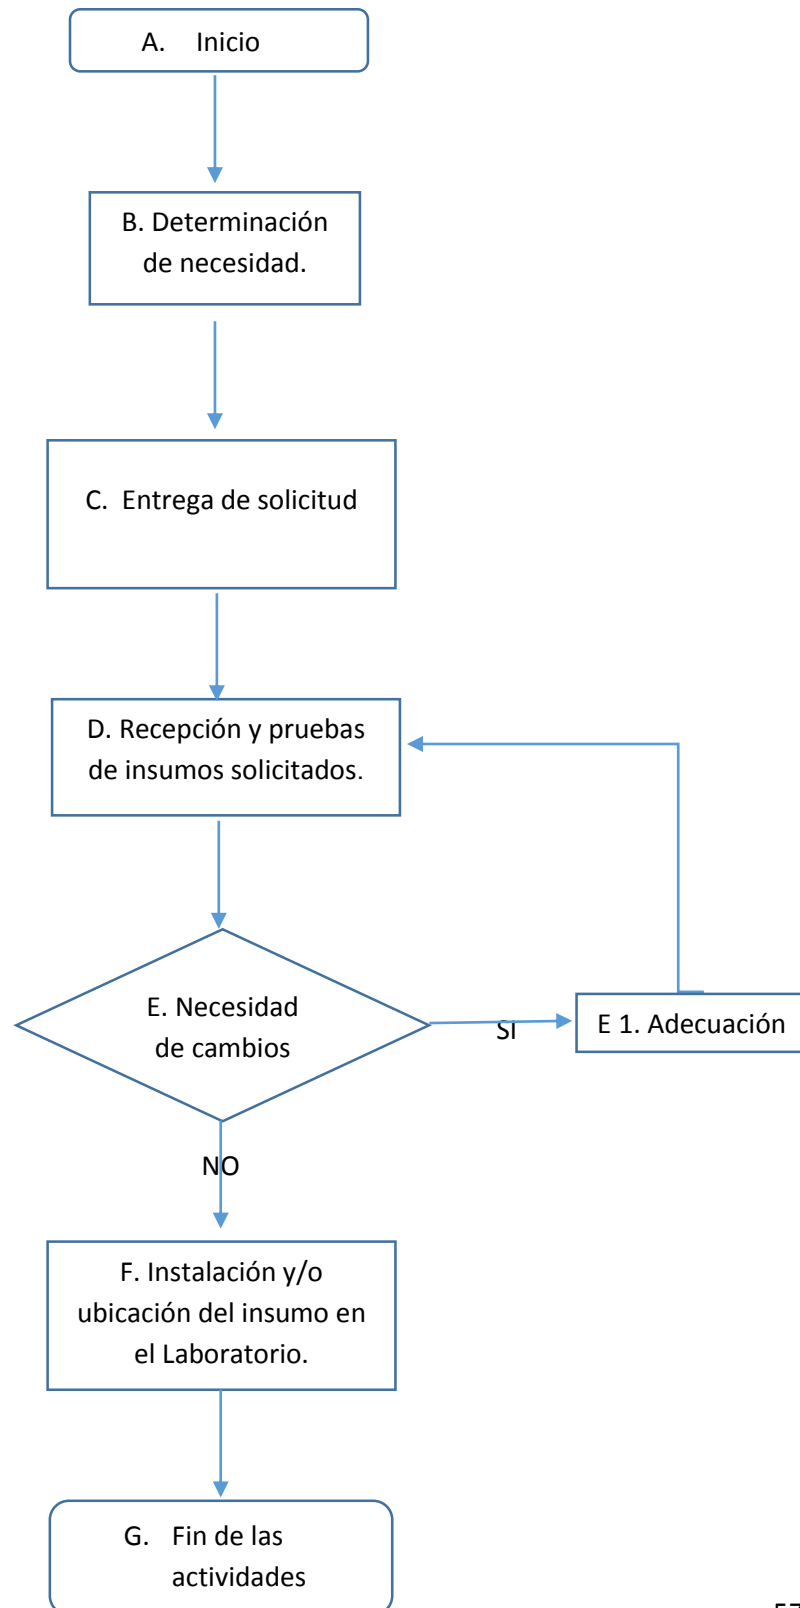 A. Inicio
B. Determinación
de necesidad.
C. Entrega de solicitud
D. Recepción y pruebas
de insumos solicitados.
E. Necesidad
de cambios
SI
E 1. Adecuación
NO
F. Instalación y/o
ubicación del insumo en
el Laboratorio.
G. Fin de las
actividades